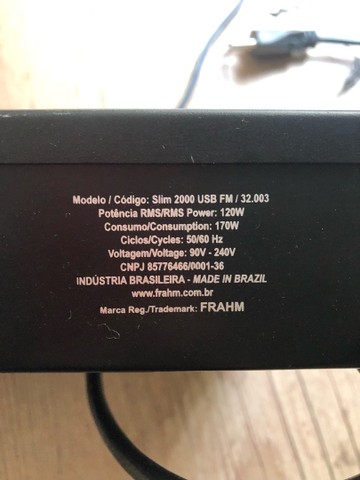 Modelo / Código: Slim 2000 USB FM / 32.003
Potência RMS/RMS Power: 120W
Consumo/Consumption: 170W
Ciclos/Cycles: 50/60 Hz
Voltagem/Voltage: 90V - 240V
CNPJ 85776466/0001-36
INDÚSTRIA BRASILEIRA - MADE IN BRAZIL
www.frahm.com.br
Marca Reg./Trademark: FRAHM